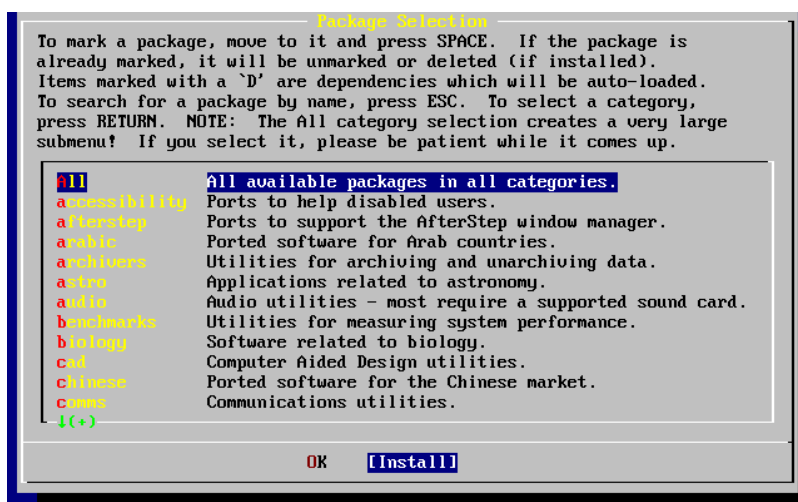 Package Selection
To mark a package, move to it and press SPACE.  If the package is
already marked, it will be unmarked or deleted (if installed).
Items marked with a `D' are dependencies which will be auto-loaded.
To search for a package by name, press ESC.  To select a category,
press RETURN.  NOTE:  The All category selection creates a very large
submenu!  If you select it, please be patient while it comes up.
All All available packages in all categories.
accessibility Ports to help disabled users.
afterstep Ports to support the AfterStep window manager.
arabic Ported software for Arab countries.
archivers Utilities for archiving and unarchiving data.
astro Applications related to astronomy.
audio Audio utilities - most require a supported sound card.
benchmarks Utilities for measuring system performance.
biology Software related to biology.
cad Computer Aided Design utilities.
chinese Ported software for the Chinese market.
comms Communications utilities.
↓(+)
OK [Install]